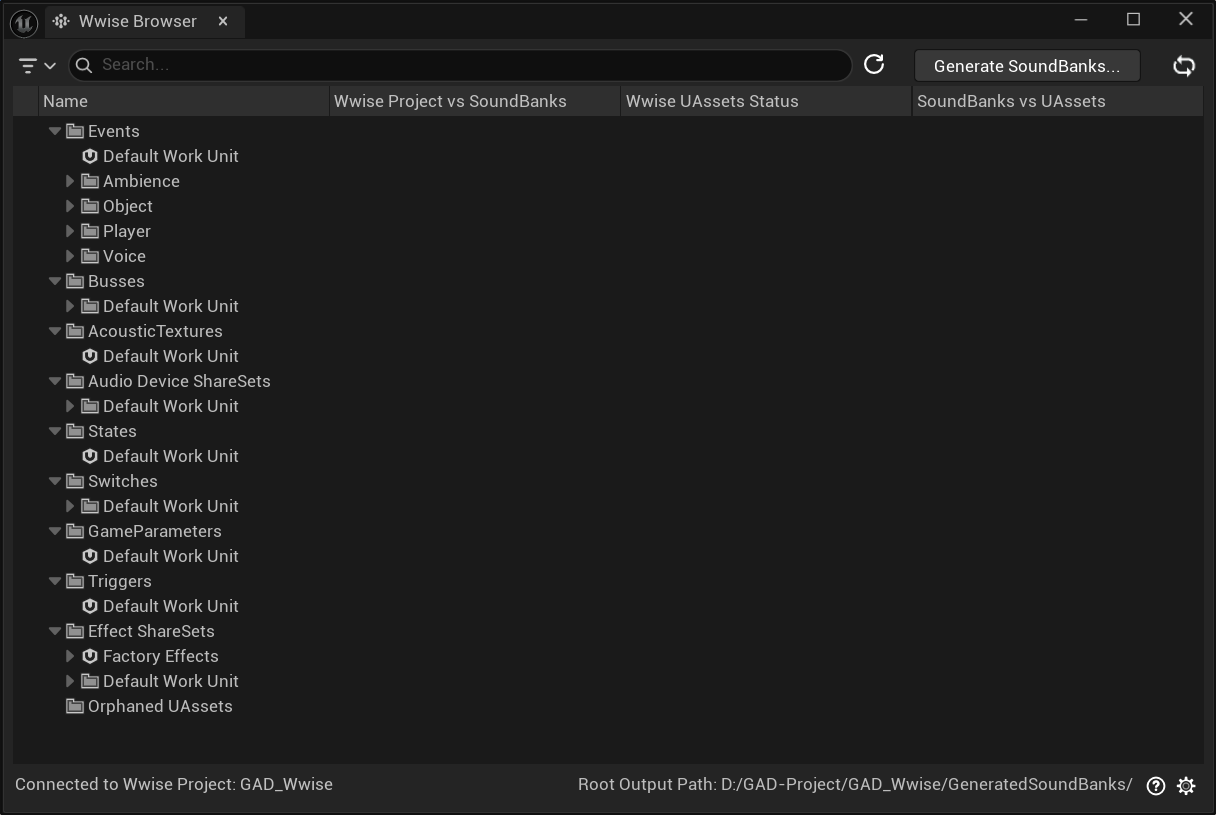 Wwise Browser
Search...
Generate SoundBanks...
Name Wwise Project vs SoundBanks Wwise UAssets Status SoundBanks vs UAssets
Events
Default Work Unit
Ambience
Object
Player
Voice
Busses
Default Work Unit
AcousticTextures
Default Work Unit
Audio Device ShareSets
Default Work Unit
States
Default Work Unit
Switches
Default Work Unit
GameParameters
Default Work Unit
Triggers
Default Work Unit
Effect ShareSets
Factory Effects
Default Work Unit
Orphaned UAssets
Connected to Wwise Project: GAD_Wwise Root Output Path: D:/GAD-Project/GAD_Wwise/GeneratedSoundBanks/